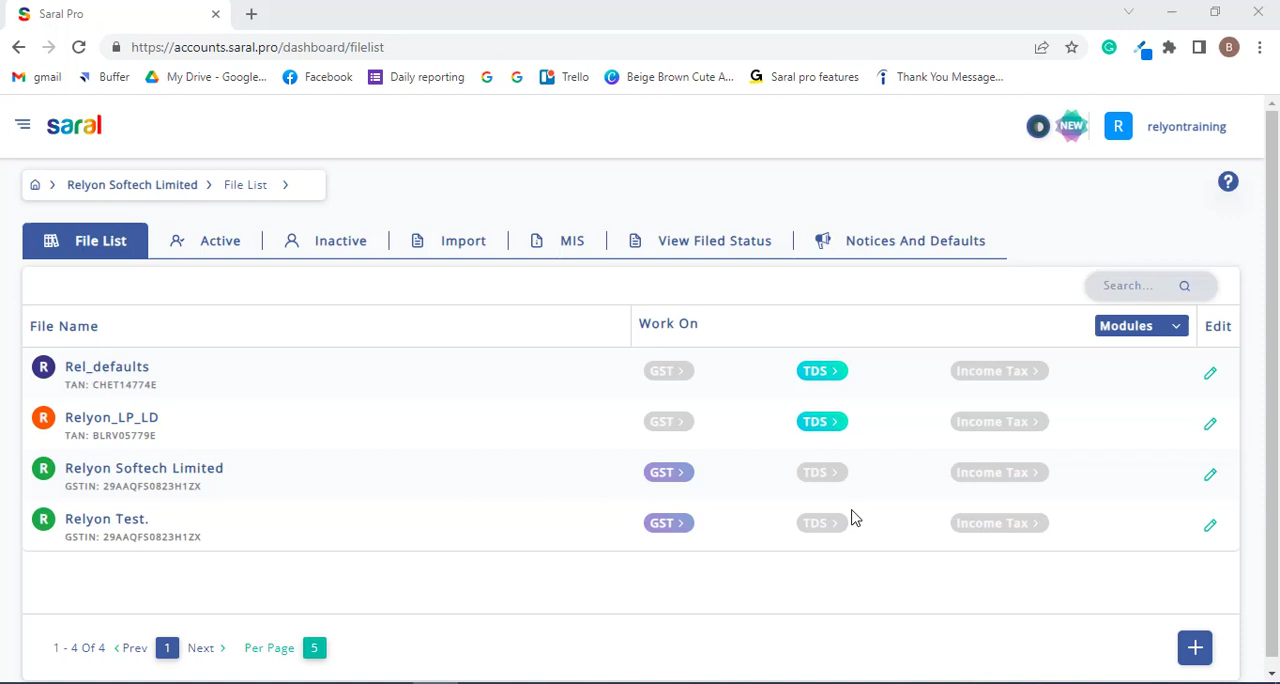 Saral Pro
https://accounts.saral.pro/dashboard/filelist
B
gmail
Buffer
My Drive - Google...
Facebook
Daily reporting
Trello
Beige Brown Cute A...
Saral pro features
Thank You Message...
saral
NEW
R
relyontraining
Relyon Softech Limited
File List
?
File List
Active
Inactive
Import
MIS
View Filed Status
Notices And Defaults
Search...
File Name
Work On
Modules
Edit
R Rel_defaults GST > TDS > Income Tax >
TAN: CHET14774E
R Relyon_LP_LD GST > TDS > Income Tax >
TAN: BLRV05779E
R Relyon Softech Limited GST > TDS > Income Tax >
GSTIN: 29AAQFS0823H1ZX
R Relyon Test. GST > TDS > Income Tax >
GSTIN: 29AAQFS0823H1ZX
1 - 4 Of 4 < Prev 1 Next > Per Page 5
+